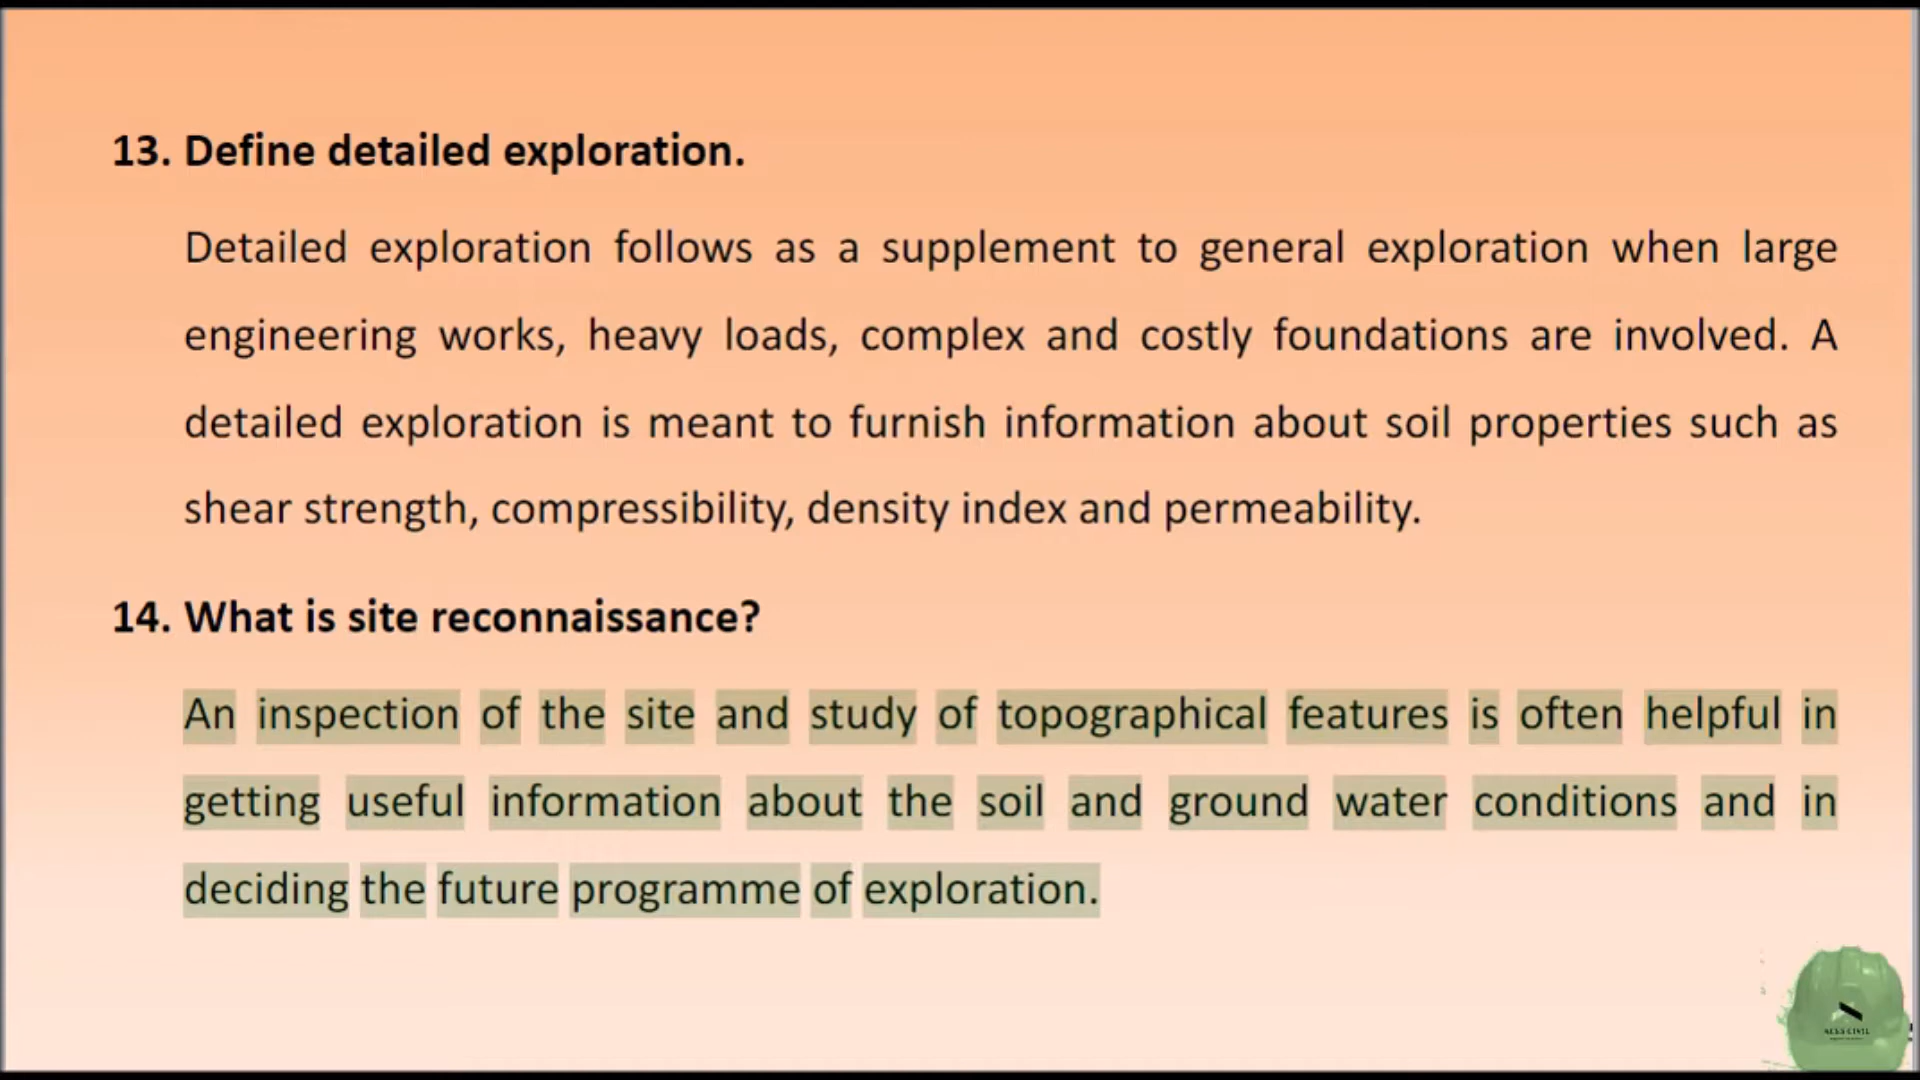 13. Define detailed exploration.
Detailed exploration follows as a supplement to general exploration when large
engineering works, heavy loads, complex and costly foundations are involved. A
detailed exploration is meant to furnish information about soil properties such as
shear strength, compressibility, density index and permeability.
14. What is site reconnaissance?
An inspection of the site and study of topographical features is often helpful in
getting useful information about the soil and ground water conditions and in
deciding the future programme of exploration.